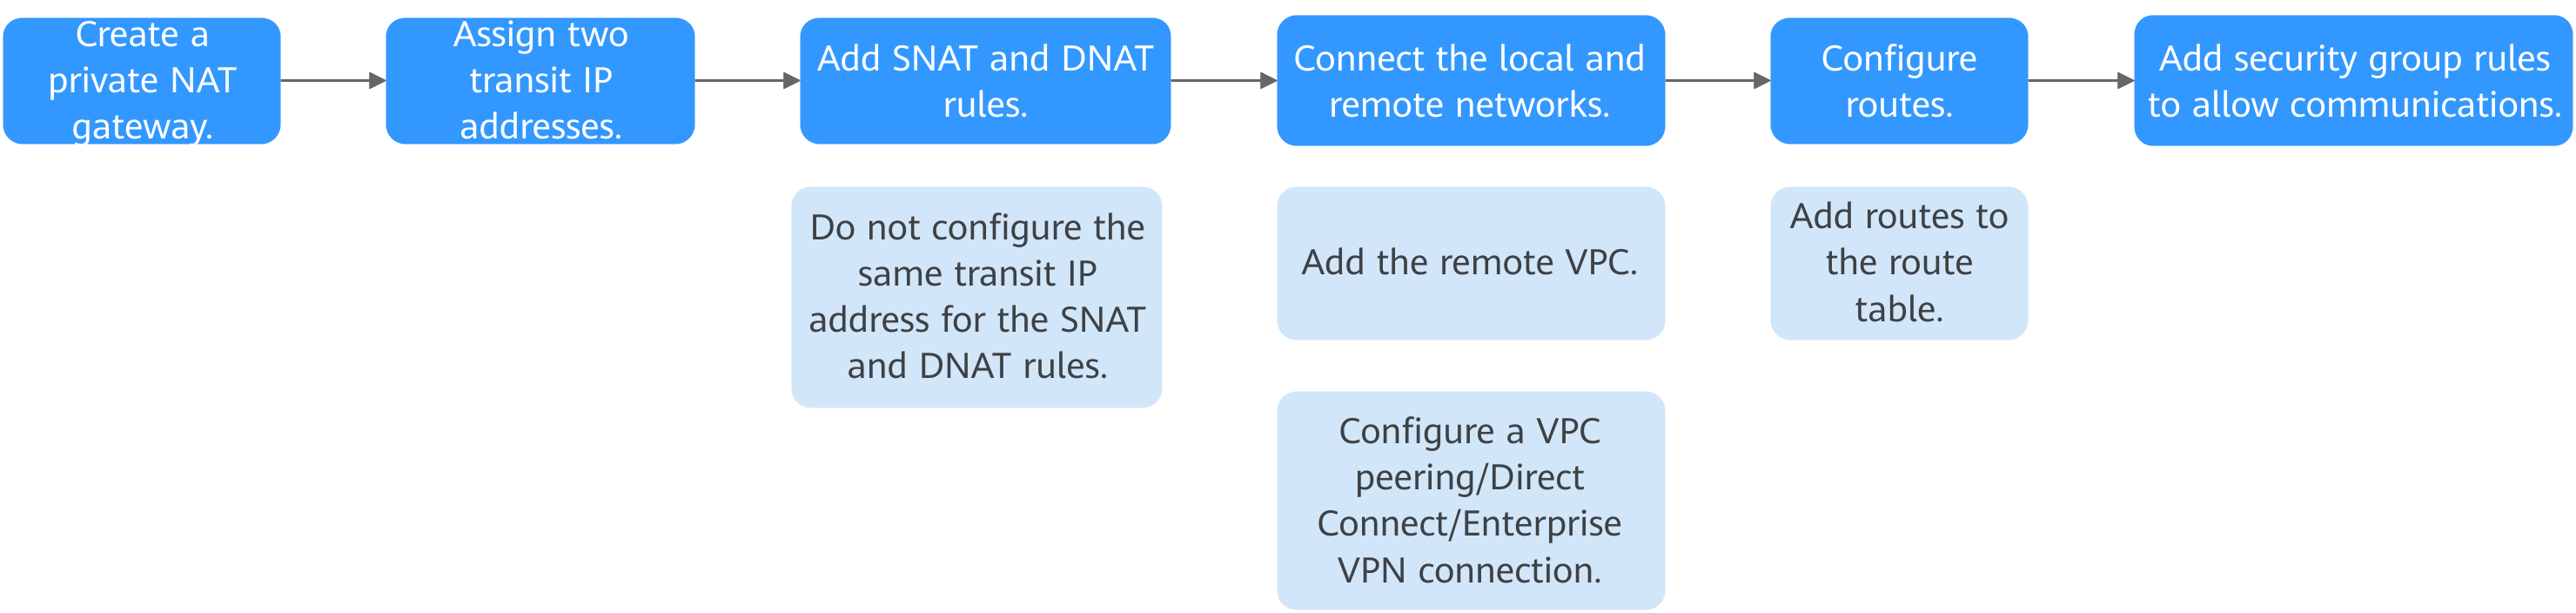 Create a
private NAT
gateway.
Assign two
transit IP
addresses.
Add SNAT and DNAT
rules.
Connect the local and
remote networks.
Configure
routes.
Add security group rules
to allow communications.
Do not configure the
same transit IP
address for the SNAT
and DNAT rules.
Add the remote VPC.
Add routes to
the route
table.
Configure a VPC
peering/Direct
Connect/Enterprise
VPN connection.